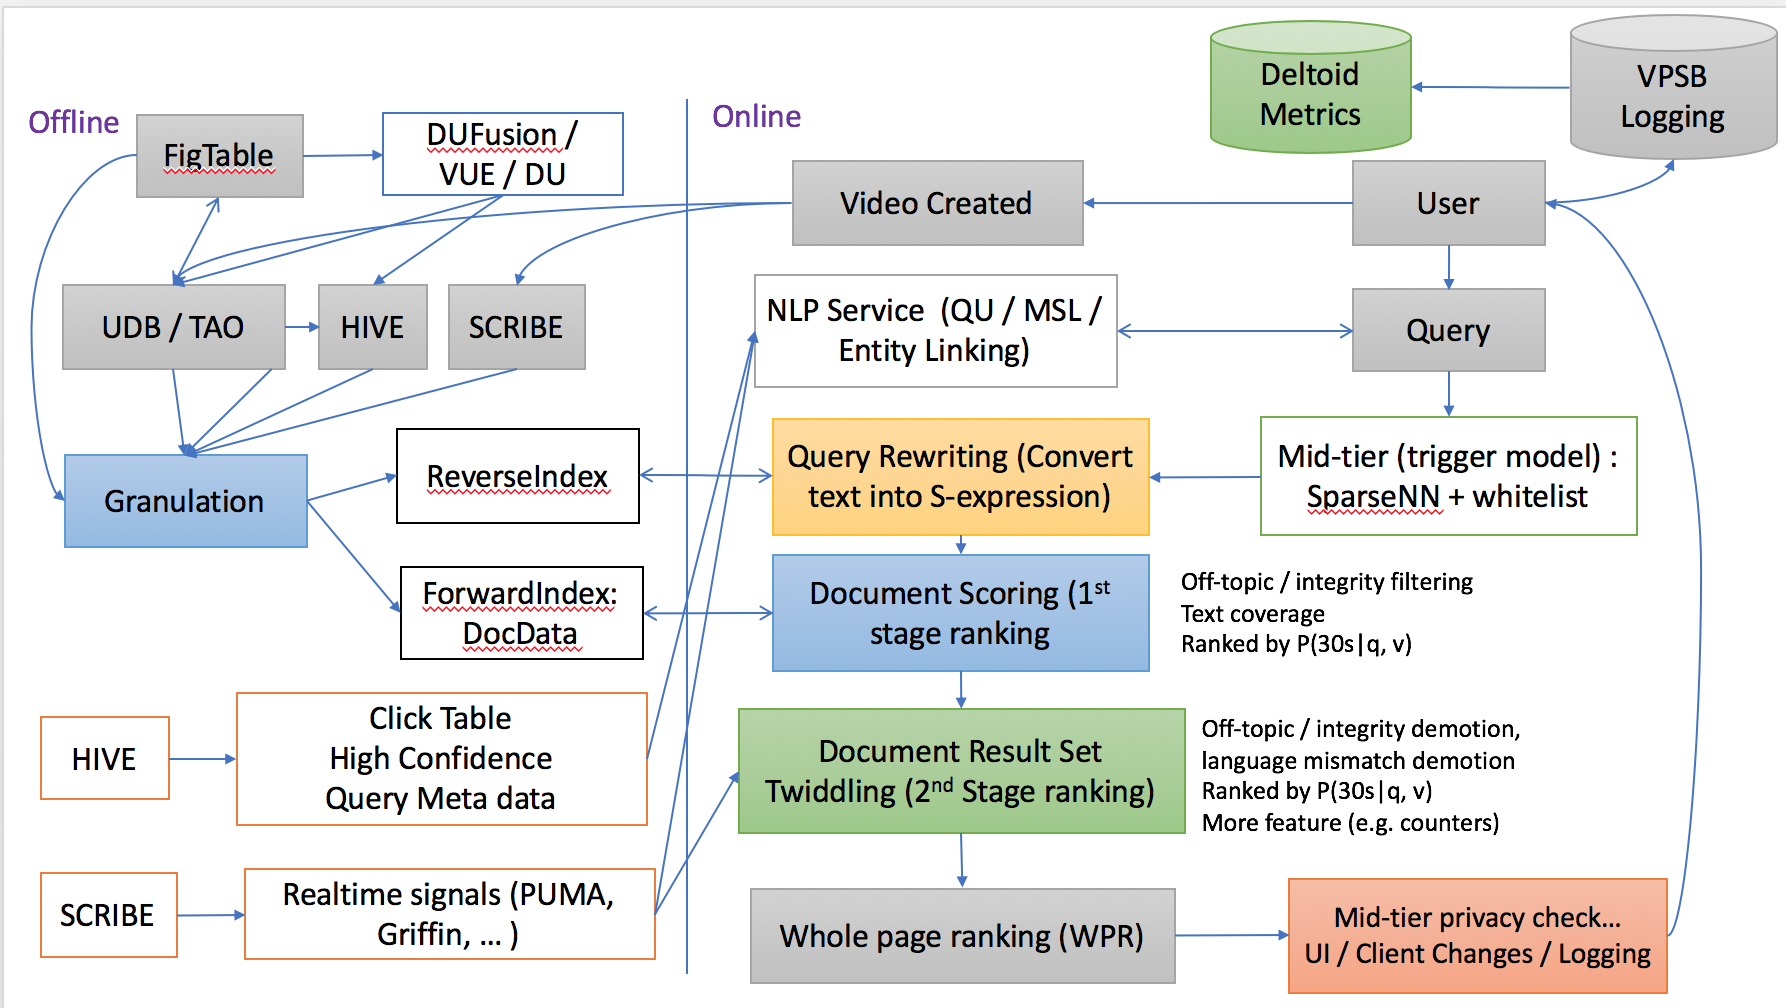 Deltoid
Metrics
VPSB
Logging
Offline
Online
FigTable
DUFusion /
VUE / DU
Video Created
User
UDB / TAO
HIVE
SCRIBE
NLP Service (QU / MSL /
Entity Linking)
Query
Granulation
ReverseIndex
Query Rewriting (Convert
text into S-expression)
Mid-tier (trigger model) :
SparseNN + whitelist
ForwardIndex:
DocData
Document Scoring (1st
stage ranking
Off-topic / integrity filtering
Text coverage
Ranked by P(30s|q, v)
HIVE
Click Table
High Confidence
Query Meta data
Document Result Set
Twiddling (2nd Stage ranking)
Off-topic / integrity demotion,
language mismatch demotion
Ranked by P(30s|q, v)
More feature (e.g. counters)
SCRIBE
Realtime signals (PUMA,
Griffin, ... )
Whole page ranking (WPR)
Mid-tier privacy check...
UI / Client Changes / Logging